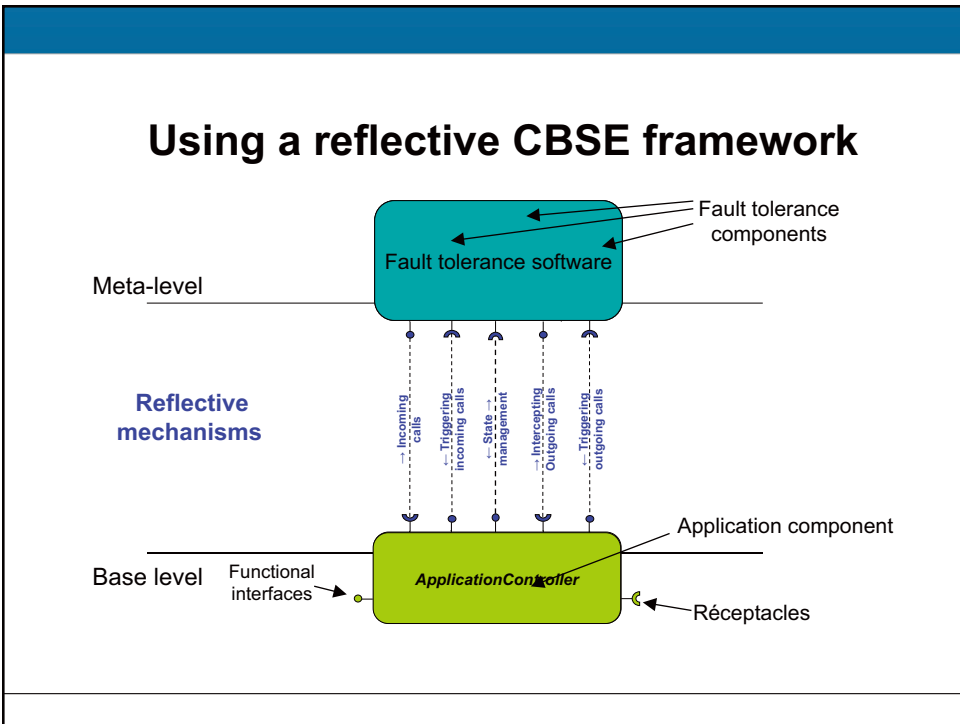 Using a reflective CBSE framework
Fault tolerance
components
Fault tolerance software
Meta-level
Reflective
mechanisms
→ Incoming
calls
← Triggering
incoming calls
← State →
management
→ Intercepting
Outgoing calls
← Triggering
outgoing calls
Application component
Base level
Functional
interfaces
ApplicationController
Réceptacles